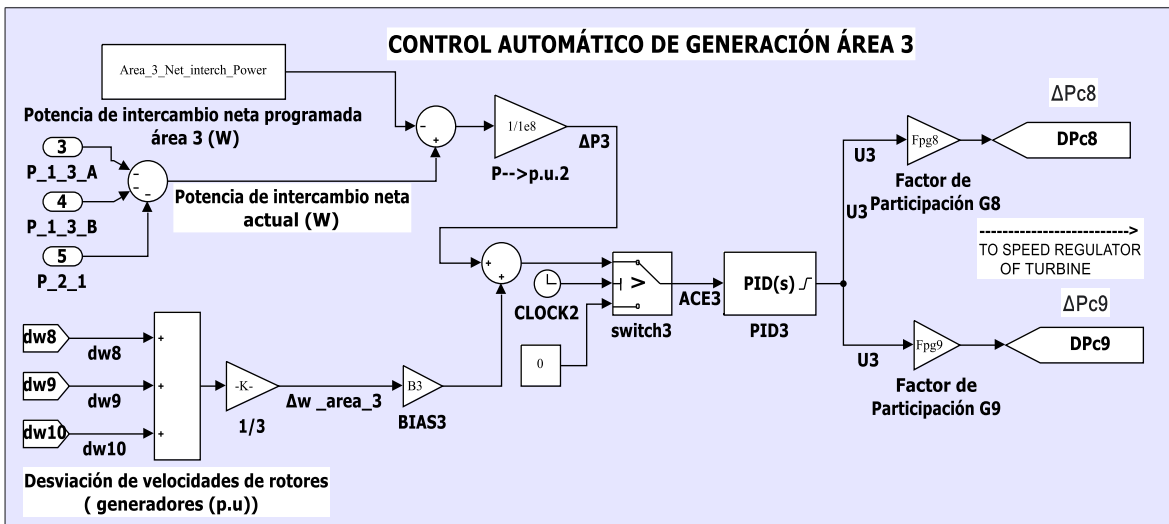 CONTROL AUTOMÁTICO DE GENERACIÓN ÁREA 3
Area_3_Net_interch_Power
Potencia de intercambio neta programada
área 3 (W)
3
P_1_3_A
4
P_1_3_B
5
P_2_1
-
-
-
Potencia de intercambio neta
actual (W)
-
+
1/1e8
P-->p.u.2
ΔP3
+
+
CLOCK2
0
>
switch3
ACE3
PID(s)
PID3
U3
U3
U3
Fpg8
Factor de
Participación G8
ΔPc8
DPc8
---------------------->
TO SPEED REGULATOR
OF TURBINE
ΔPc9
DPc9
Fpg9
Factor de
Participación G9
dw8
dw8
dw9
dw9
dw10
dw10
+
+
+
-K-
1/3
Δw _area_3
B3
BIAS3
Desviación de velocidades de rotores
( generadores (p.u))